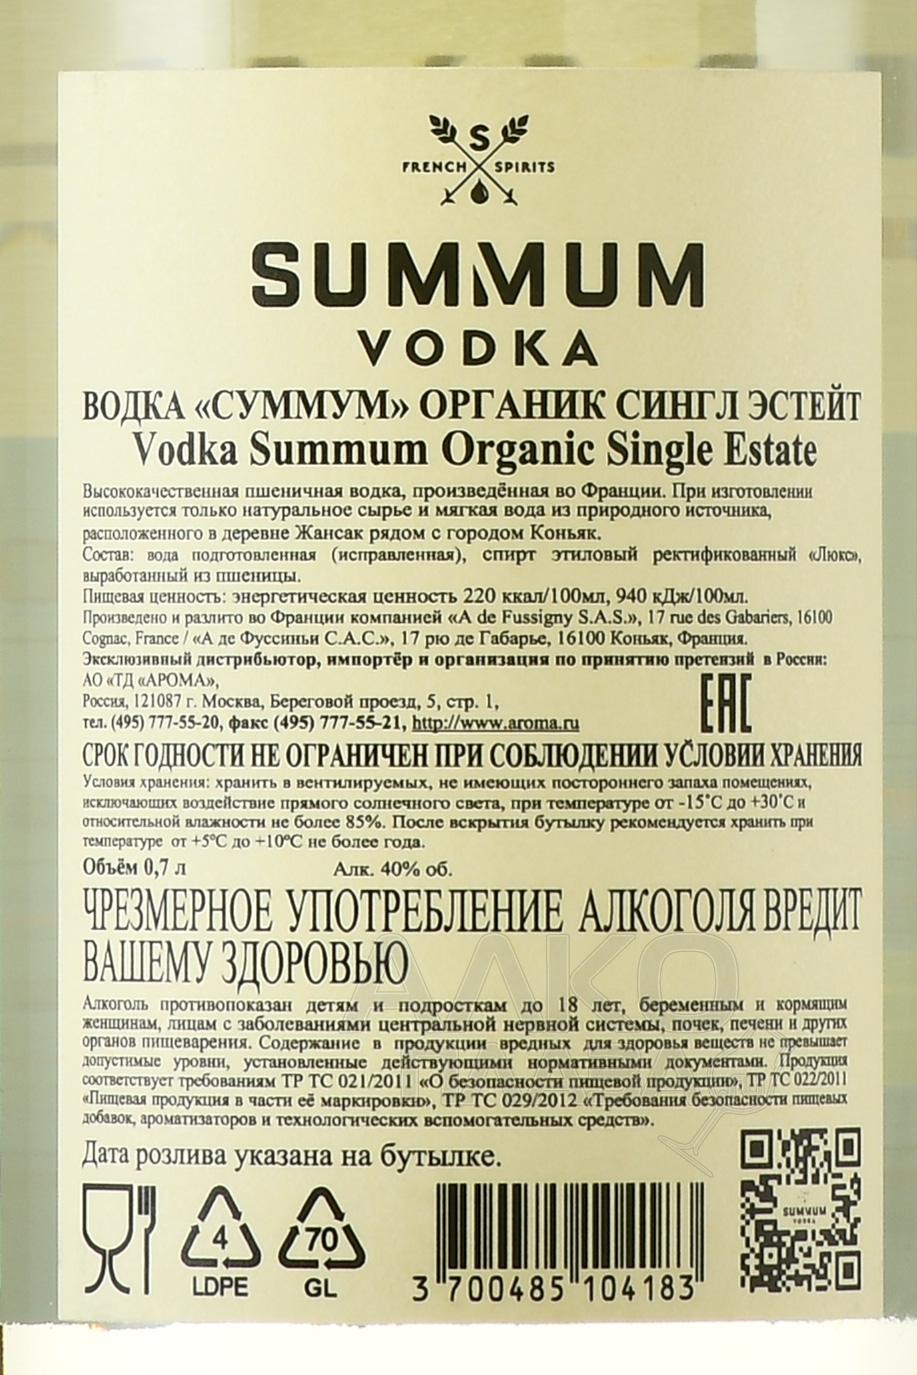 S
FRENCH SPIRITS
SUMMUM
VODKA
ВОДКА «СУММУМ» ОРГАНИК СИНГЛ ЭСТЕЙТ
Vodka Summum Organic Single Estate
Высококачественная пшеничная водка, произведённая во Франции. При изготовлении
используется только натуральное сырье и мягкая вода из природного источника,
расположенного в деревне Жансак рядом с городом Коньяк.
Состав: вода подготовленная (исправленная), спирт этиловый ректификованный «Люкс»,
выработанный из пшеницы.
Пищевая ценность: энергетическая ценность 220 ккал/100мл, 940 кДж/100мл.
Произведено и разлито во Франции компанией «A de Fussigny S.A.S.», 17 rue des Gabariers, 16100
Cognac, France / «А де Фуссиньи С.А.С.», 17 рю де Габарье, 16100 Коньяк, Франция.
Эксклюзивный дистрибьютор, импортёр и организация по принятию претензий в России:
АО «ТД «АРОМА»,
Россия, 121087 г. Москва, Береговой проезд, 5, стр. 1,
тел. (495) 777-55-20, факс (495) 777-55-21, http://www.aroma.ru
EAC
СРОК ГОДНОСТИ НЕ ОГРАНИЧЕН ПРИ СОБЛЮДЕНИИ УСЛОВИИ ХРАНЕНИЯ
Условия хранения: хранить в вентилируемых, не имеющих постороннего запаха помещениях,
исключающих воздействие прямого солнечного света, при температуре от -15˚С до +30˚С и
относительной влажности не более 85%. После вскрытия бутылку рекомендуется хранить при
температуре от +5°С до +10°С не более года.
Объём 0,7 л Алк. 40% об.
ЧРЕЗМЕРНОЕ УПОТРЕБЛЕНИЕ АЛКОГОЛЯ ВРЕДИТ
ВАШЕМУ ЗДОРОВЬЮ
АЛКО
Алкоголь противопоказан детям и подросткам до 18 лет, беременным и кормящим
женщинам, лицам с заболеваниями центральной нервной системы, почек, печени и других
органов пищеварения. Содержание в продукции вредных для здоровья веществ не превышает
допустимые уровни, установленные действующими нормативными документами. Продукция
соответствует требованиям ТР ТС 021/2011 «О безопасности пищевой продукции», ТР ТС 022/2011
«Пищевая продукция в части её маркировки», ТР ТС 029/2012 «Требования безопасности пищевых
добавок, ароматизаторов и технологических вспомогательных средств».
Дата розлива указана на бутылке.
SUMMUM
VODKA
4
LDPE
70
GL
3 700485 104183